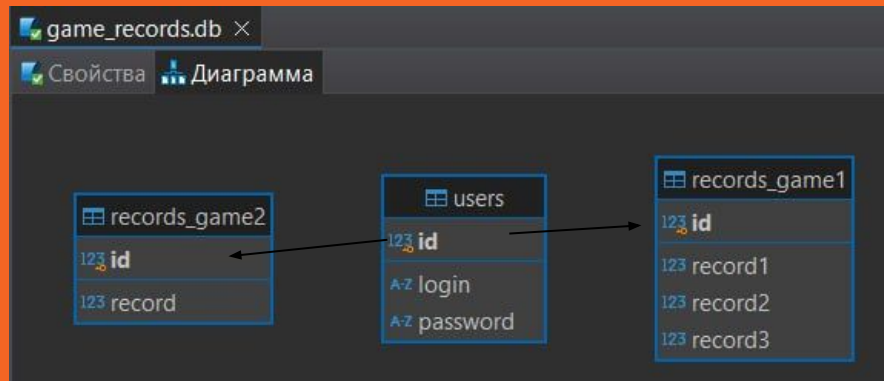 game_records.db
Свойства Диаграмма
records_game2
123 id
123 record
users
123 id
A-Z login
A-Z password
records_game1
123 id
123 record1
123 record2
123 record3